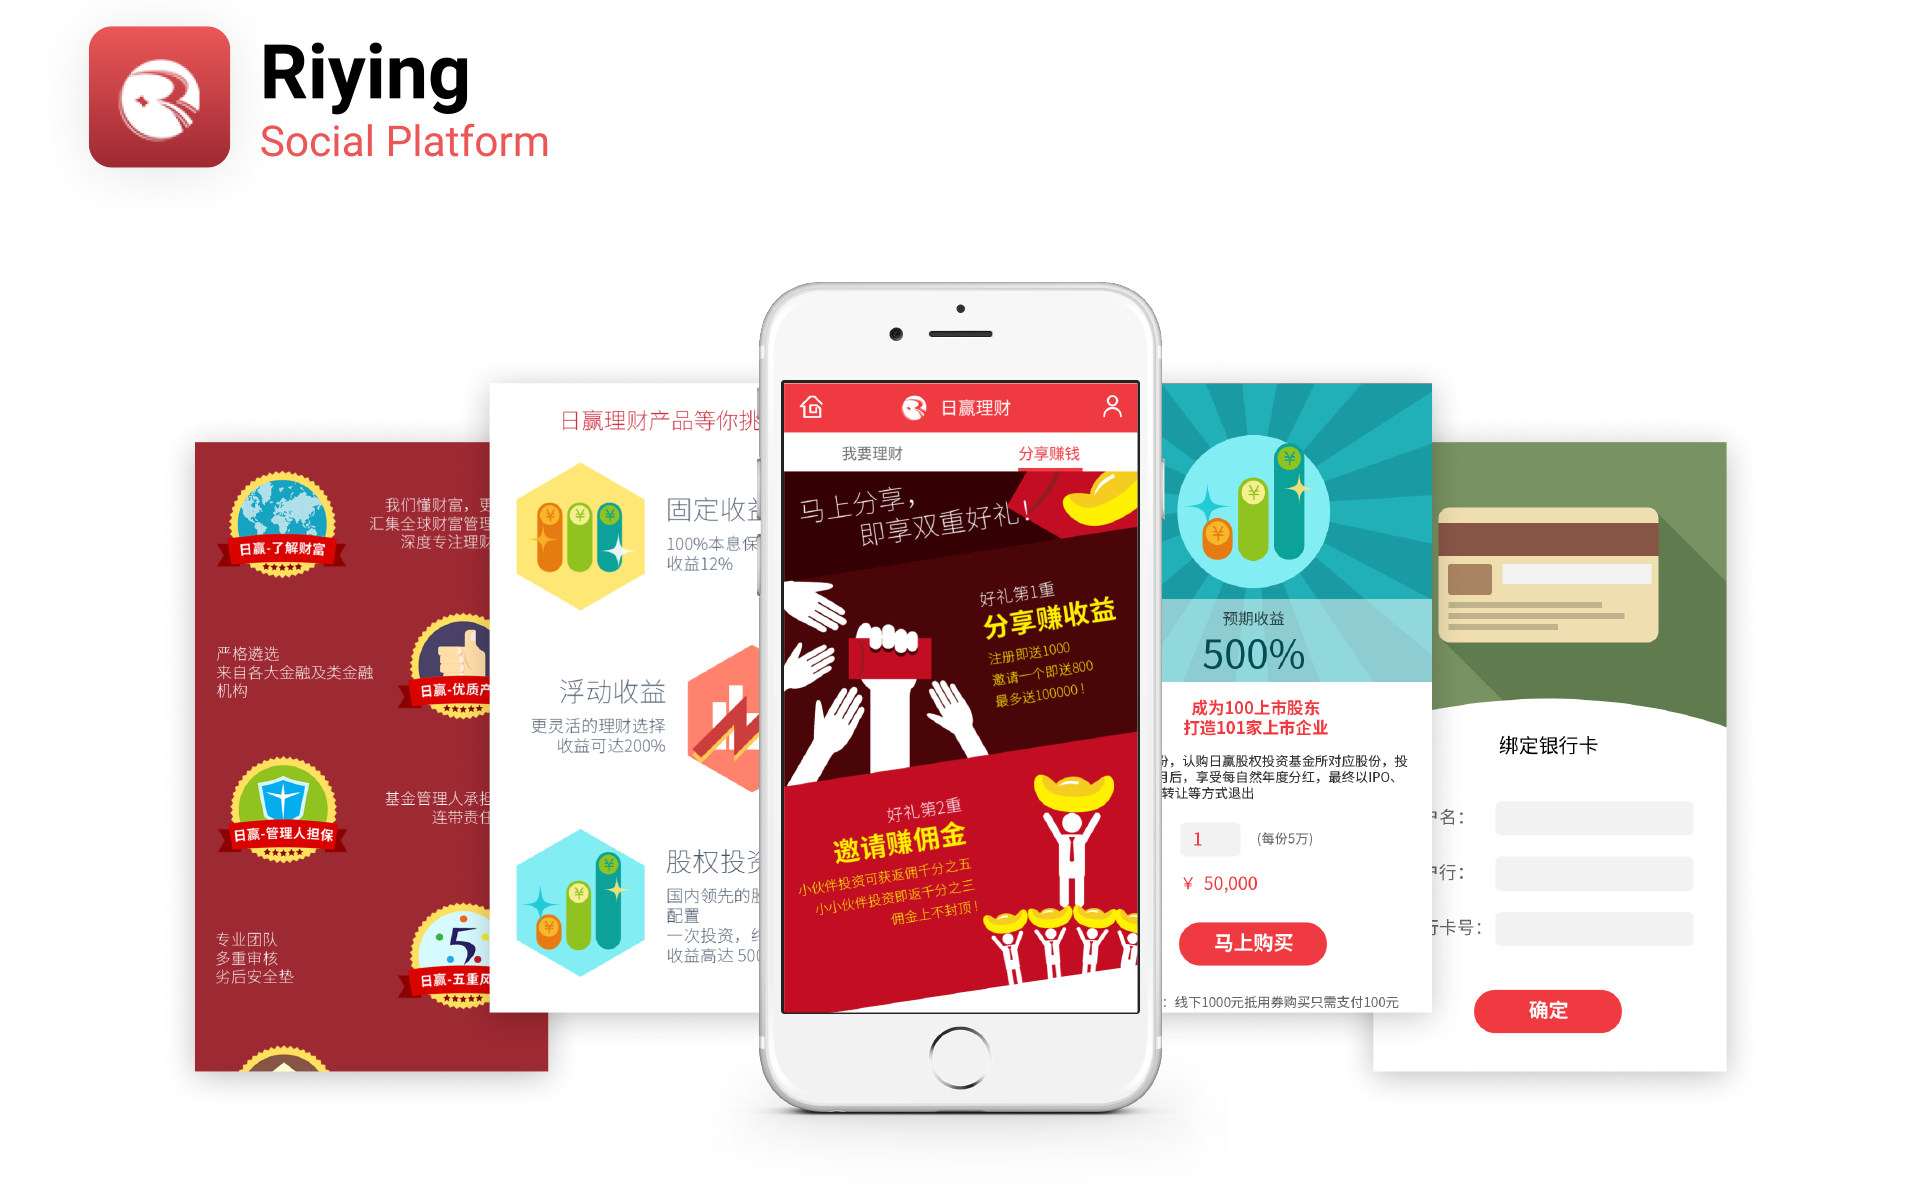 Riying
Social Platform
我们懂财富，更
汇集全球财富管理
深度专注理财
日赢-了解财富
严格遴选
来自各大金融及类金融
机构
日赢-优质产
基金管理人承担
连带责任
日赢-管理人担保
专业团队
多重审核
劣后安全垫
5
日赢-五重风
日赢理财产品等你挑
固定收益
100%本息保
收益12%
浮动收益
更灵活的理财选择
收益可达200%
股权投资
国内领先的股
配置
一次投资，终
收益高达 500
日赢理财
我要理财
分享赚钱
马上分享，
即享双重好礼！
好礼第1重
分享赚收益
注册即送1000
邀请一个即送800
最多送100000！
好礼第2重
邀请赚佣金
小伙伴投资可获返佣千分之五
小小伙伴投资即返千分之三
佣金上不封顶！
预期收益
500%
成为100上市股东
打造101家上市企业
份，认购日赢股权投资基金所对应股份，投
月后，享受每自然年度分红，最终以IPO、
转让等方式退出
1 (每份5万)
¥ 50,000
马上购买
：线下1000元抵用券购买只需支付100元
绑定银行卡
户名：
户行：
行卡号：
确定